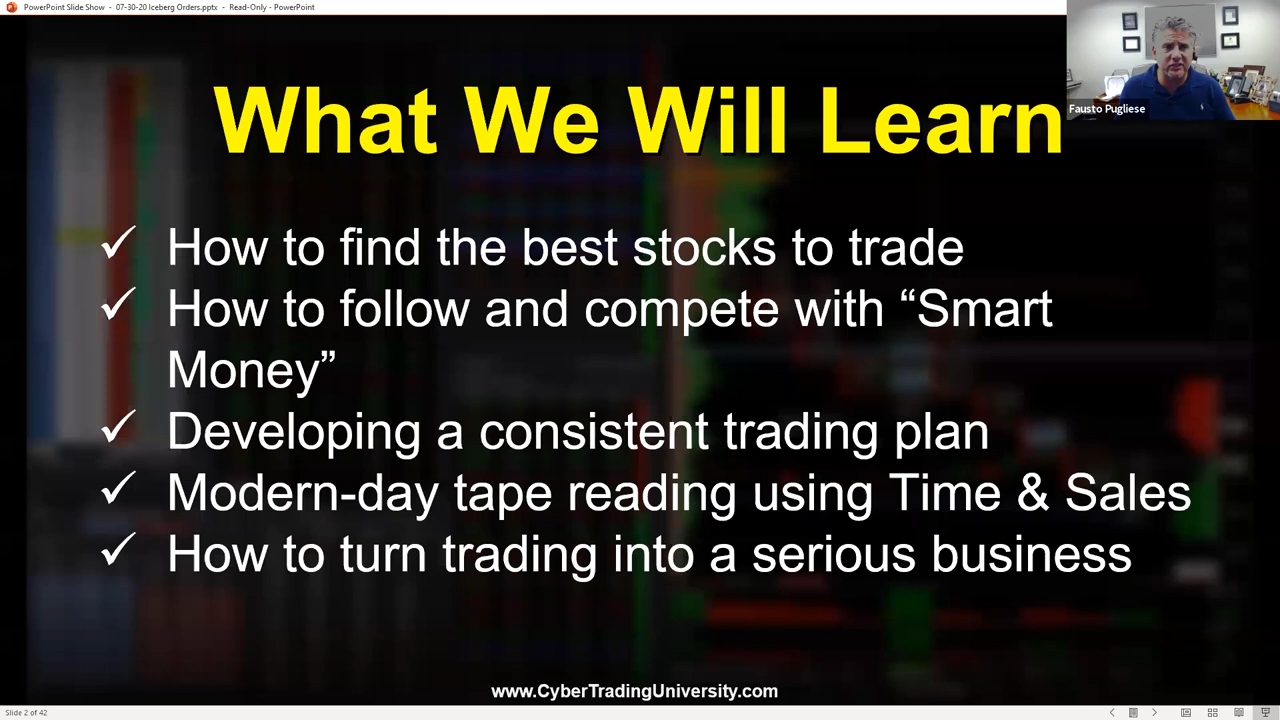 PowerPoint Slide Show - 07-30-20 Iceberg Orders.pptx - Read-Only - PowerPoint
Fausto Pugliese
What We Will Learn
✓ How to find the best stocks to trade
✓ How to follow and compete with “Smart
Money”
✓ Developing a consistent trading plan
✓ Modern-day tape reading using Time & Sales
✓ How to turn trading into a serious business
www.CyberTradingUniversity.com
Slide 2 of 42